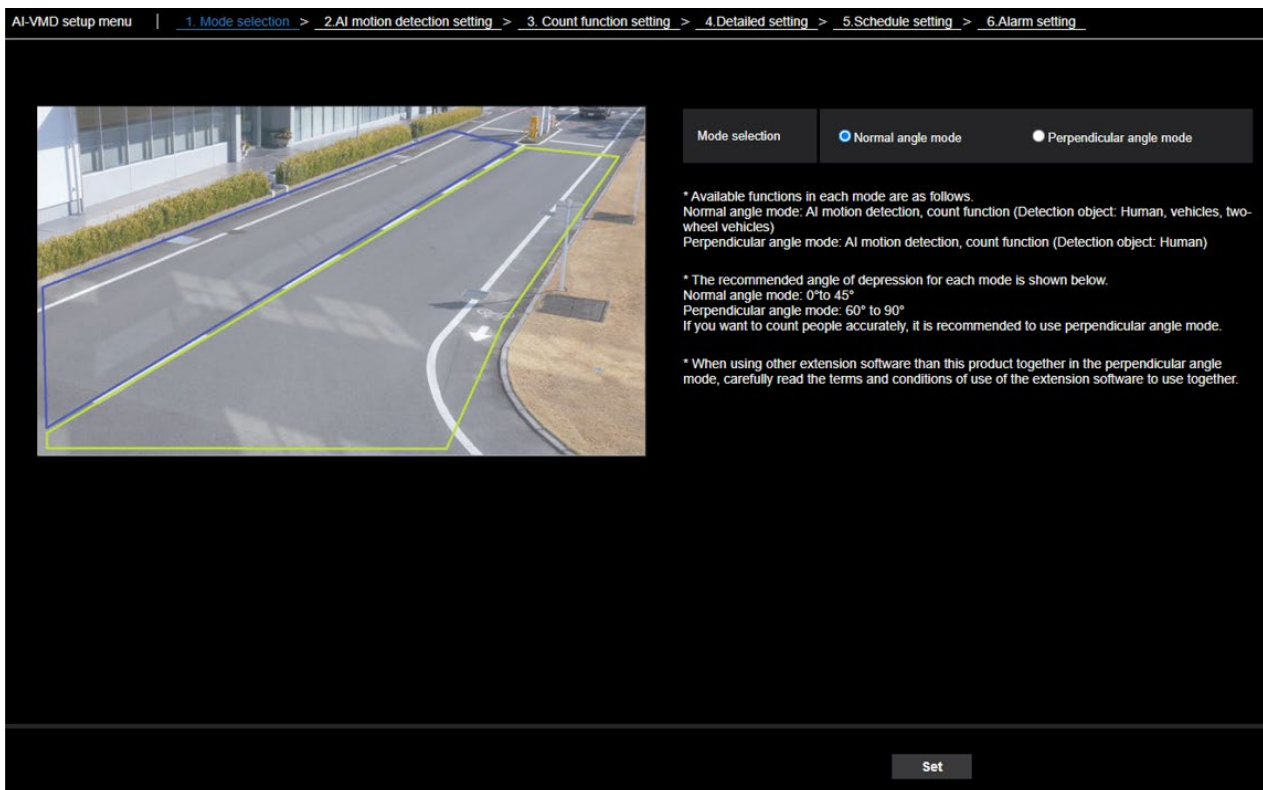 AI-VMD setup menu | 1. Mode selection > 2.AI motion detection setting > 3. Count function setting > 4.Detailed setting > 5.Schedule setting > 6.Alarm setting
Mode selection Normal angle mode Perpendicular angle mode
* Available functions in each mode are as follows.
Normal angle mode: AI motion detection, count function (Detection object: Human, vehicles, two-
wheel vehicles)
Perpendicular angle mode: AI motion detection, count function (Detection object: Human)
* The recommended angle of depression for each mode is shown below.
Normal angle mode: 0°to 45°
Perpendicular angle mode: 60° to 90°
If you want to count people accurately, it is recommended to use perpendicular angle mode.
* When using other extension software than this product together in the perpendicular angle
mode, carefully read the terms and conditions of use of the extension software to use together.
Set